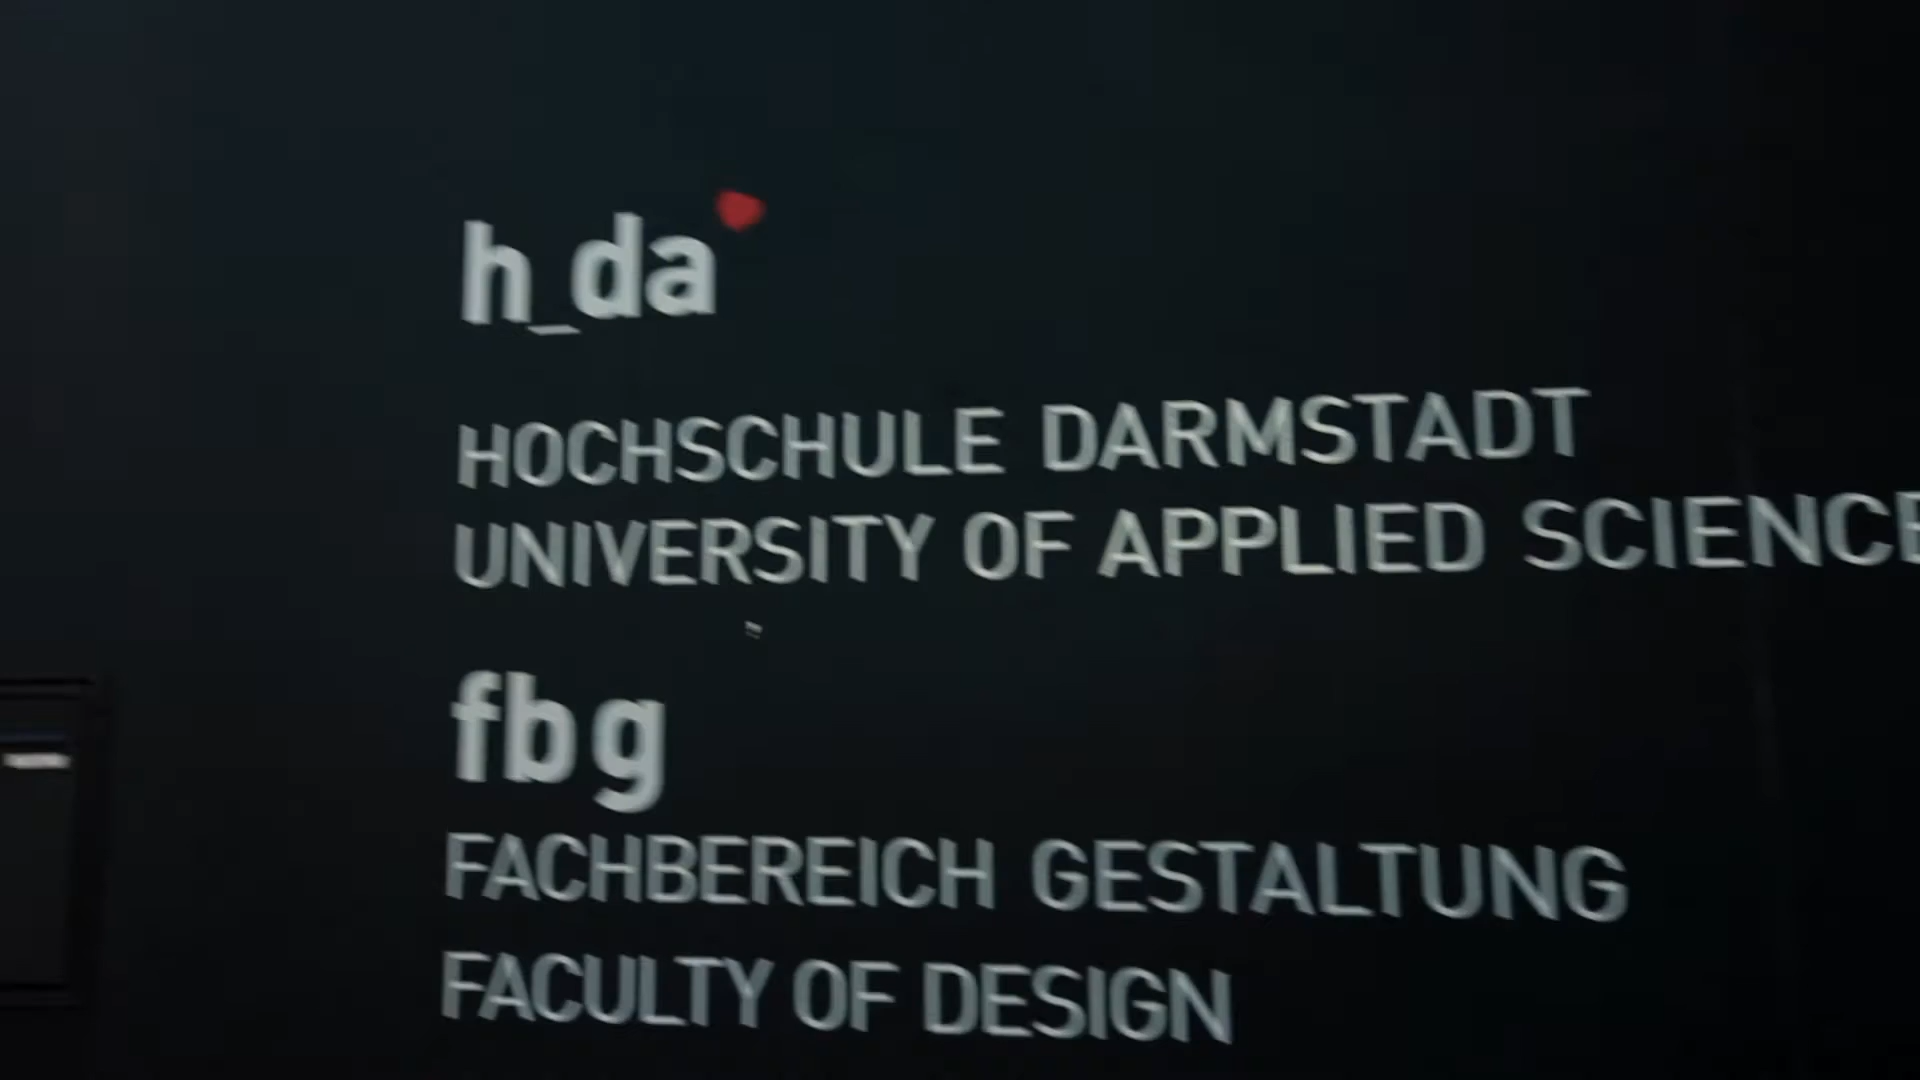 h_da
HOCHSCHULE DARMSTADT
UNIVERSITY OF APPLIED SCIENCE
fbg
FACHBEREICH GESTALTUNG
FACULTY OF DESIGN